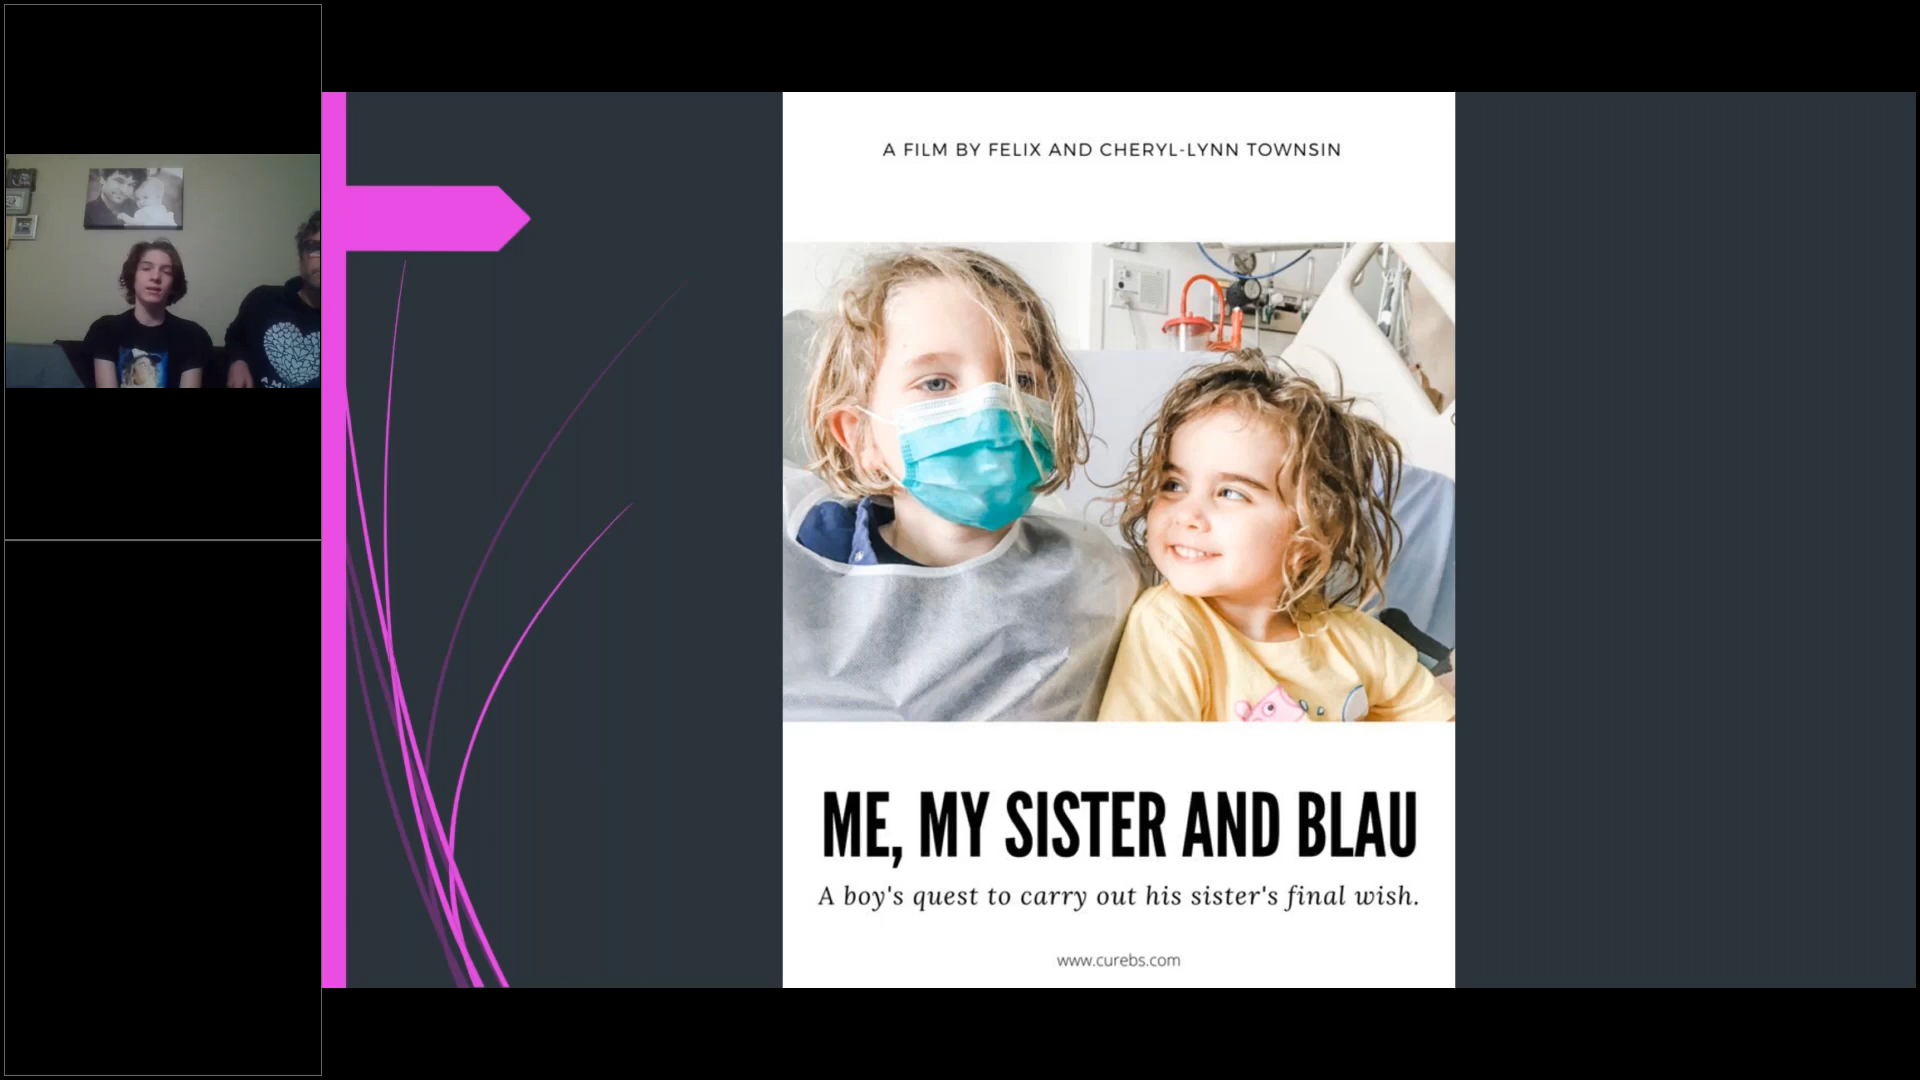 A FILM BY FELIX AND CHERYL-LYNN TOWNSIN
ME, MY SISTER AND BLAU
A boy's quest to carry out his sister's final wish.
www.curebs.com